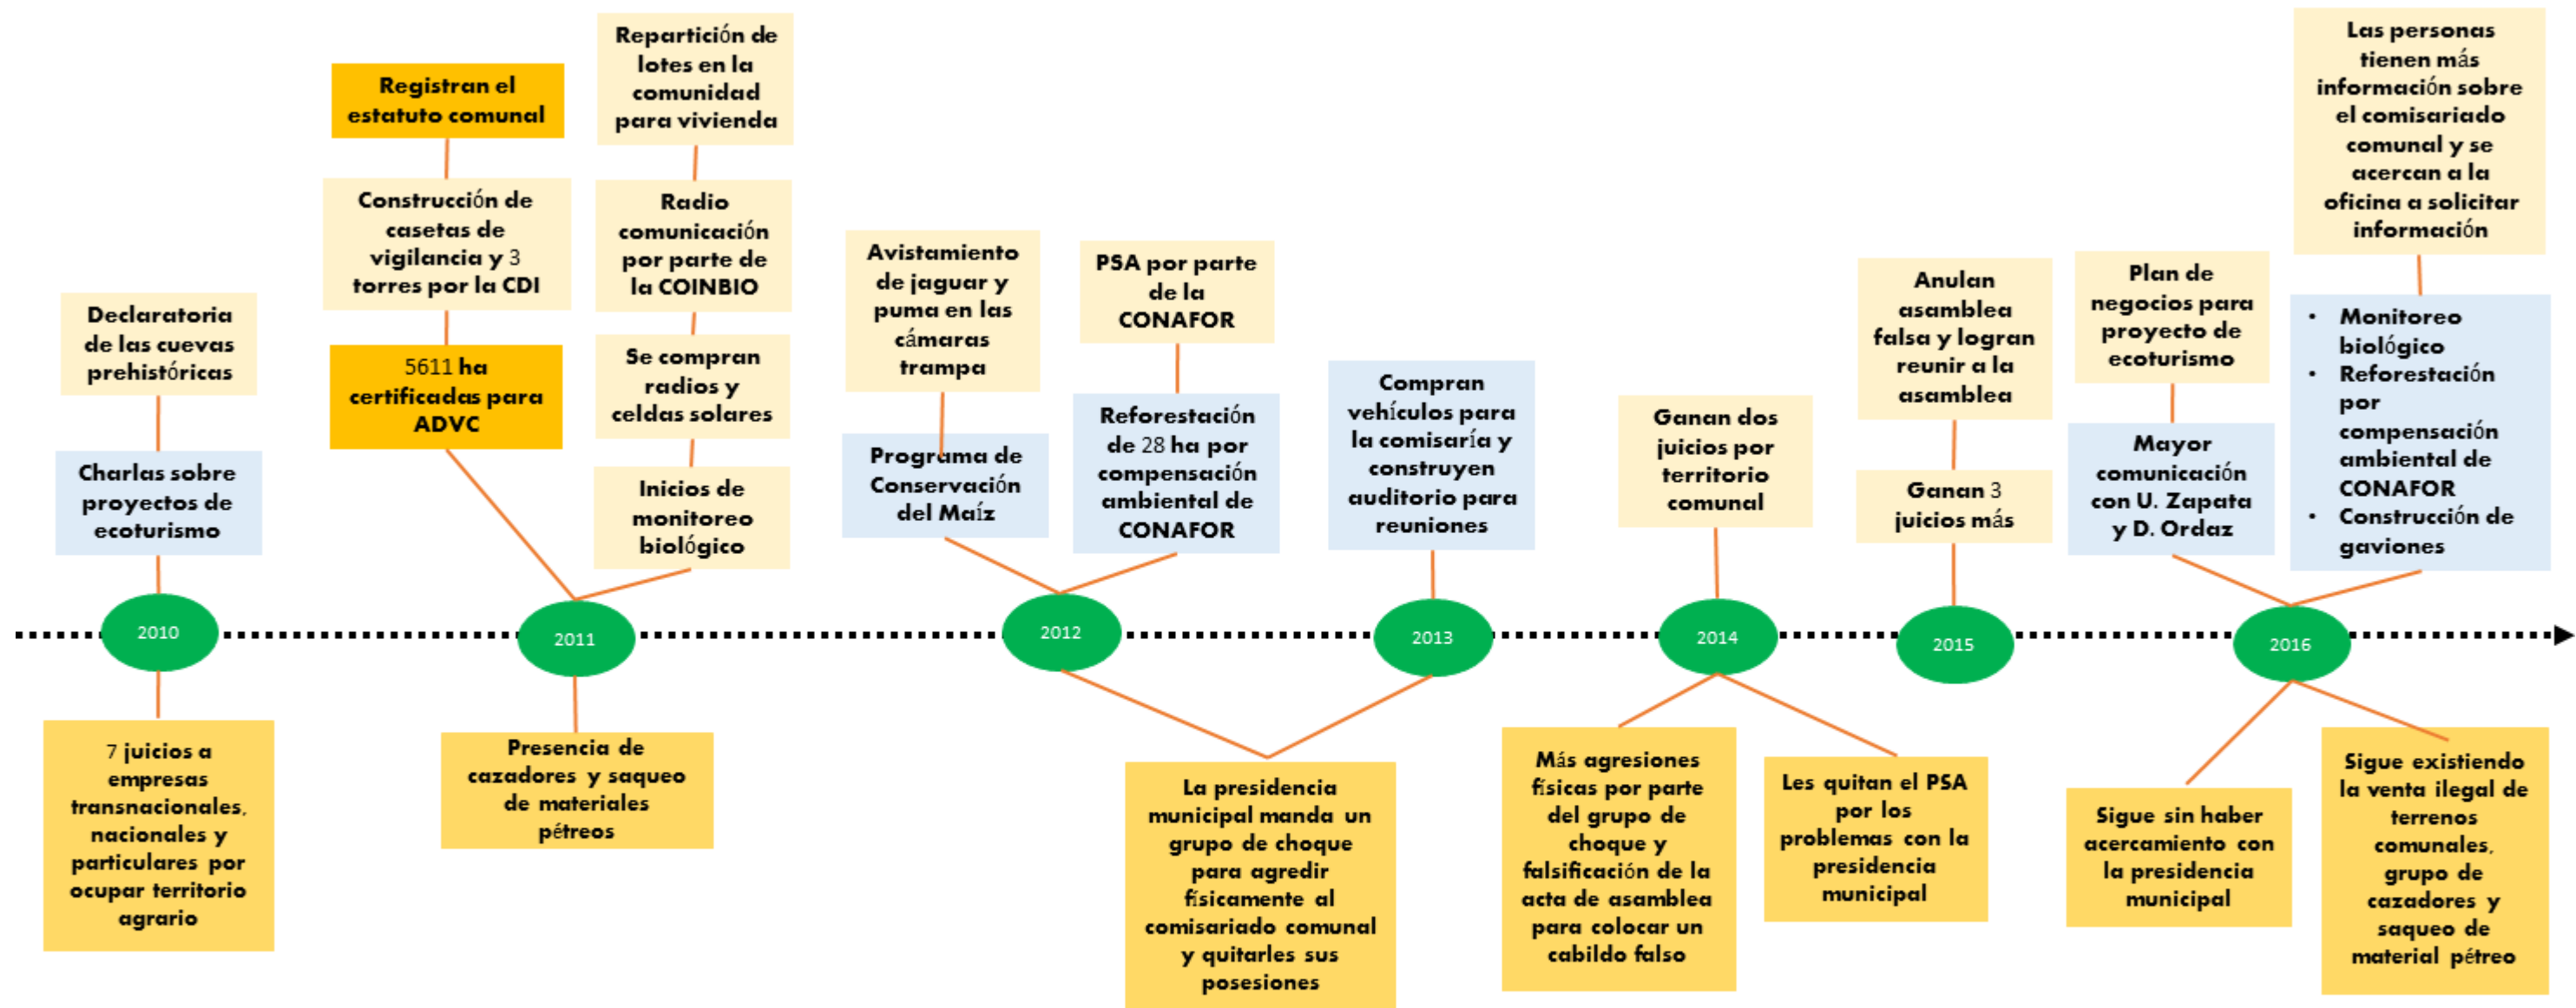 Registran el
estatuto comunal
Repartición de
lotes en la
comunidad
para vivienda
Las personas
tienen más
información sobre
el comisariado
comunal y se
acercan a la
oficina a solicitar
información
Construcción de
casetas de
vigilancia y 3
torres por la CDI
Radio
comunicación
por parte de
la COINBIO
Declaratoria
de las cuevas
prehistóricas
5611 ha
certificadas para
ADVC
Se compran
radios y
celdas solares
Avistamiento
de jaguar y
puma en las
cámaras
trampa
PSA por parte
de la
CONAFOR
Anulan
asamblea
falsa y logran
reunir a la
asamblea
Plan de
negocios para
proyecto de
ecoturismo
Charlas sobre
proyectos de
ecoturismo
Inicios de
monitoreo
biológico
Programa de
Conservación
del Maíz
Reforestación
de 28 ha por
compensación
ambiental de
CONAFOR
Compran
vehículos para
la comisaría y
construyen
auditorio para
reuniones
Ganan dos
juicios por
territorio
comunal
Ganan 3
juicios más
Mayor
comunicación
con U. Zapata
y D. Ordaz
• Monitoreo
biológico
• Reforestación
por
compensación
ambiental de
CONAFOR
• Construcción de
gaviones
2010
2011
2012
2013
2014
2015
2016
7 juicios a
empresas
transnacionales,
nacionales y
particulares por
ocupar territorio
agrario
Presencia de
cazadores y saqueo
de materiales
pétreos
La presidencia
municipal manda un
grupo de choque
para agredir
físicamente al
comisariado comunal
y quitarles sus
posesiones
Más agresiones
físicas por parte
del grupo de
choque y
falsificación de la
acta de asamblea
para colocar un
cabildo falso
Les quitan el PSA
por los
problemas con la
presidencia
municipal
Sigue sin haber
acercamiento con
la presidencia
municipal
Sigue existiendo
la venta ilegal de
terrenos
comunales,
grupo de
cazadores y
saqueo de
material pétreo